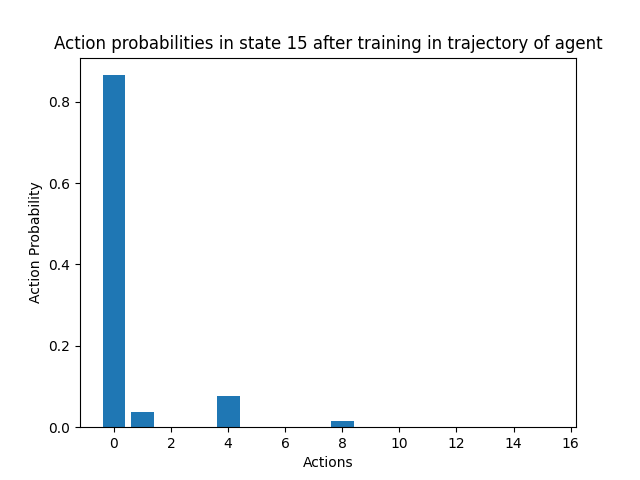 Action probabilities in state 15 after training in trajectory of agent
Action Probability
0.8
0.6
0.4
0.2
0.0
0 2 4 6 8 10 12 14 16
Actions